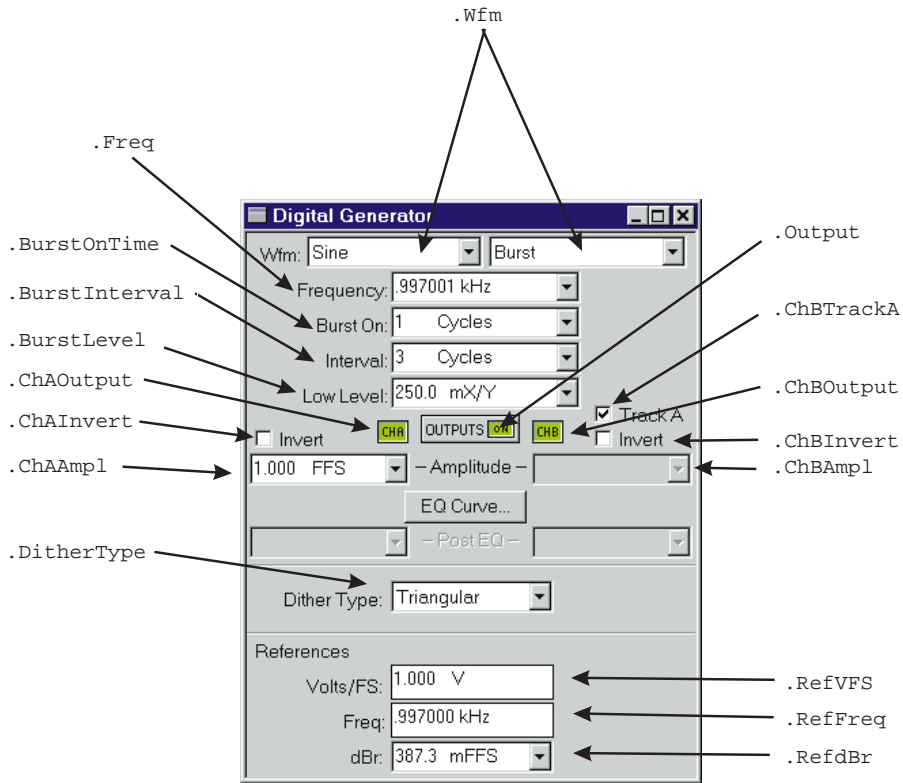 .Wfm
.Freq
Digital Generator
.BurstOnTime
Wfm: Sine Burst
.Output
.BurstInterval
Frequency: .997001 kHz
.ChBTrackA
Burst On: 1 Cycles
.BurstLevel
Interval: 3 Cycles
.ChAOutput
Low Level: 250.0 mX/Y
.ChBOutput
Track A
.ChAInvert
Invert CHA OUTPUTS ON CHB Invert
.ChBInvert
.ChAAmpl
1.000 FFS – Amplitude –
.ChBAmpl
EQ Curve...
– Post EQ –
.DitherType
Dither Type: Triangular
References
Volts/FS: 1.000 V
.RefVFS
Freq: .997000 kHz
.RefFreq
dBr: 387.3 mFFS
.RefdBr